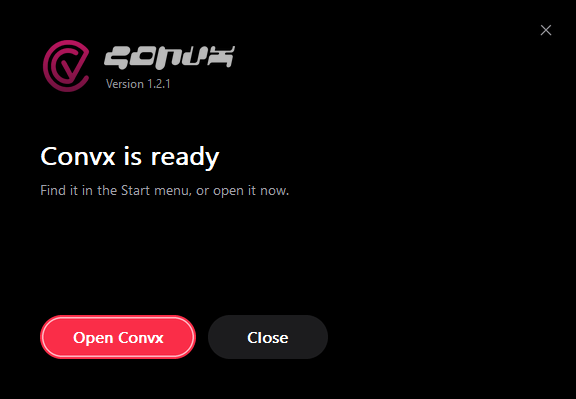 convx
Version 1.2.1
Convx is ready
Find it in the Start menu, or open it now.
Open Convx
Close